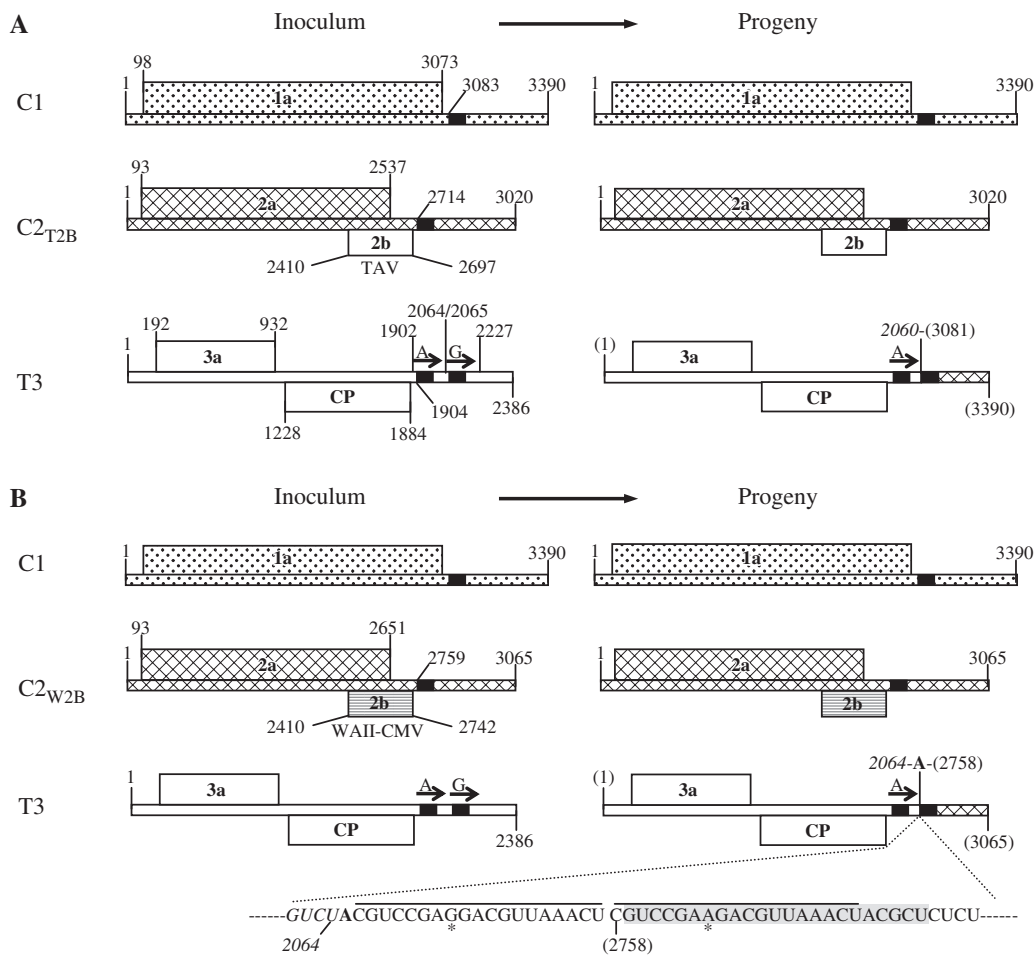 A Inoculum Progeny
C1
1 98 3073 3083 3390
1a
1 3390
1a
C2T2B
1 93 2537 2714 3020
2a
2b
2410 TAV 2697
1 3020
2a
2b
T3
1 192 932 1902 2064/2065 2227
A G
3a
CP
1228 1884 1904 2386
(1) 2060-(3081)
A
3a
CP
(3390)
B Inoculum Progeny
C1
1 3390
1a
1 3390
1a
C2W2B
1 93 2651 2759 3065
2a
2b
2410 WAII-CMV 2742
1 3065
2a
2b
T3
1
A G
3a
CP
2386
(1) 2064-A-(2758)
A
3a
CP
(3065)
------GUCUACGUCCGAGGACGUUAAACU CGUCCGAAGACGUUAAACUACGCUCUCU------
2064 * (2758) *